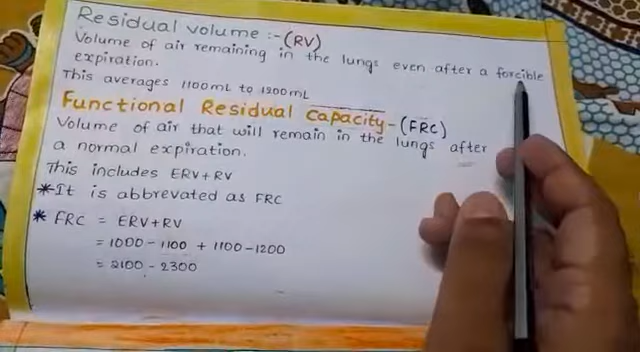 Residual volume :- (RV)
Volume of air remaining in the lungs even after a forcible
expiration.
This averages 1100mL to 1200mL
Functional Residual Capacity - (FRC)
Volume of air that will remain in the lungs after
a normal expiration.
This includes ERV+RV
* It is abbrevated as FRC
* FRC = ERV+RV
= 1000 - 1100 + 1100 - 1200
= 2100 - 2300